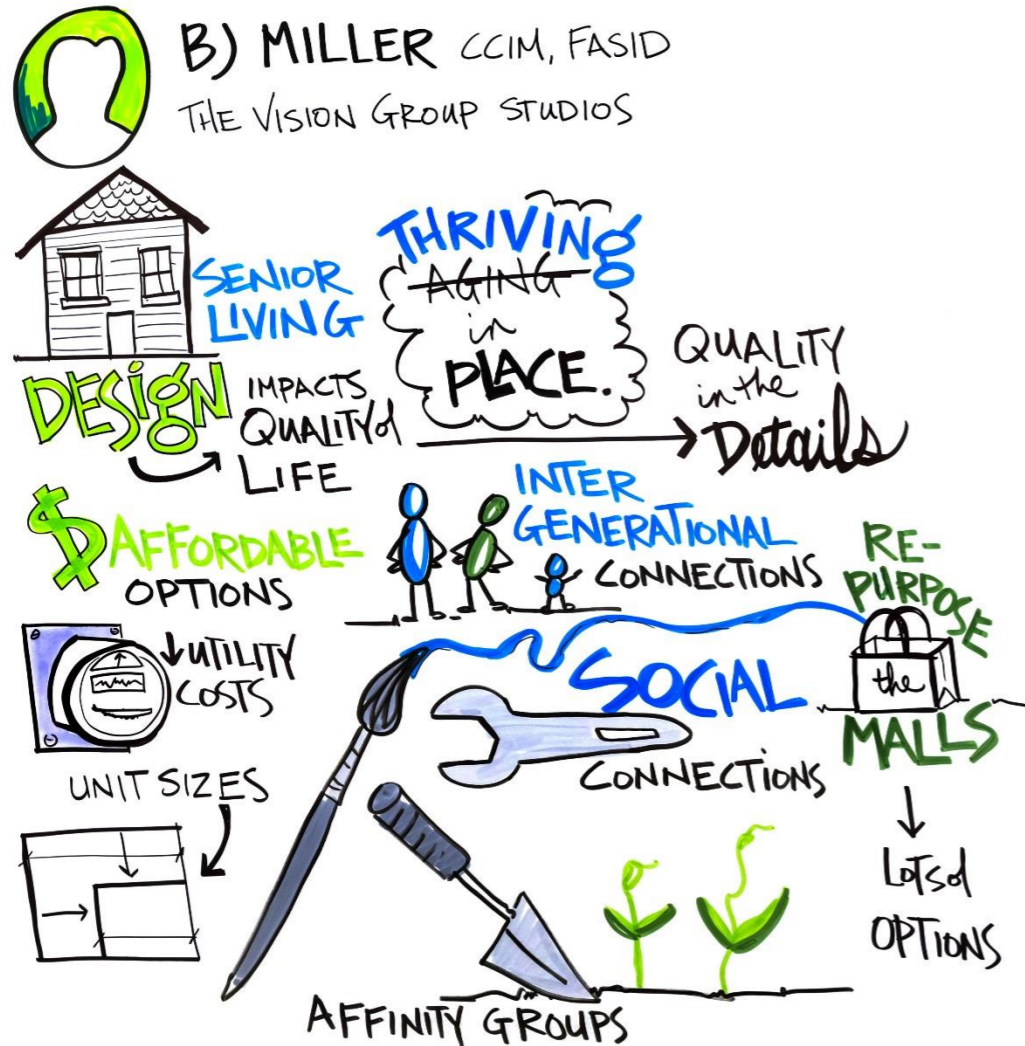 BJ MILLER CCIM, FASID
THE VISION GROUP STUDIOS
SENIOR
LIVING
THRIVING
AGING
in
PLACE.
DESIGN
IMPACTS
QUALITY of
LIFE
QUALITY
in the
Details
$ AFFORDABLE
OPTIONS
INTER
GENERATIONAL
CONNECTIONS
RE-
PURPOSE
the
MALLS
↓ UTILITY
COSTS
SOCIAL
CONNECTIONS
UNIT SIZES
LOTS of
OPTIONS
AFFINITY GROUPS